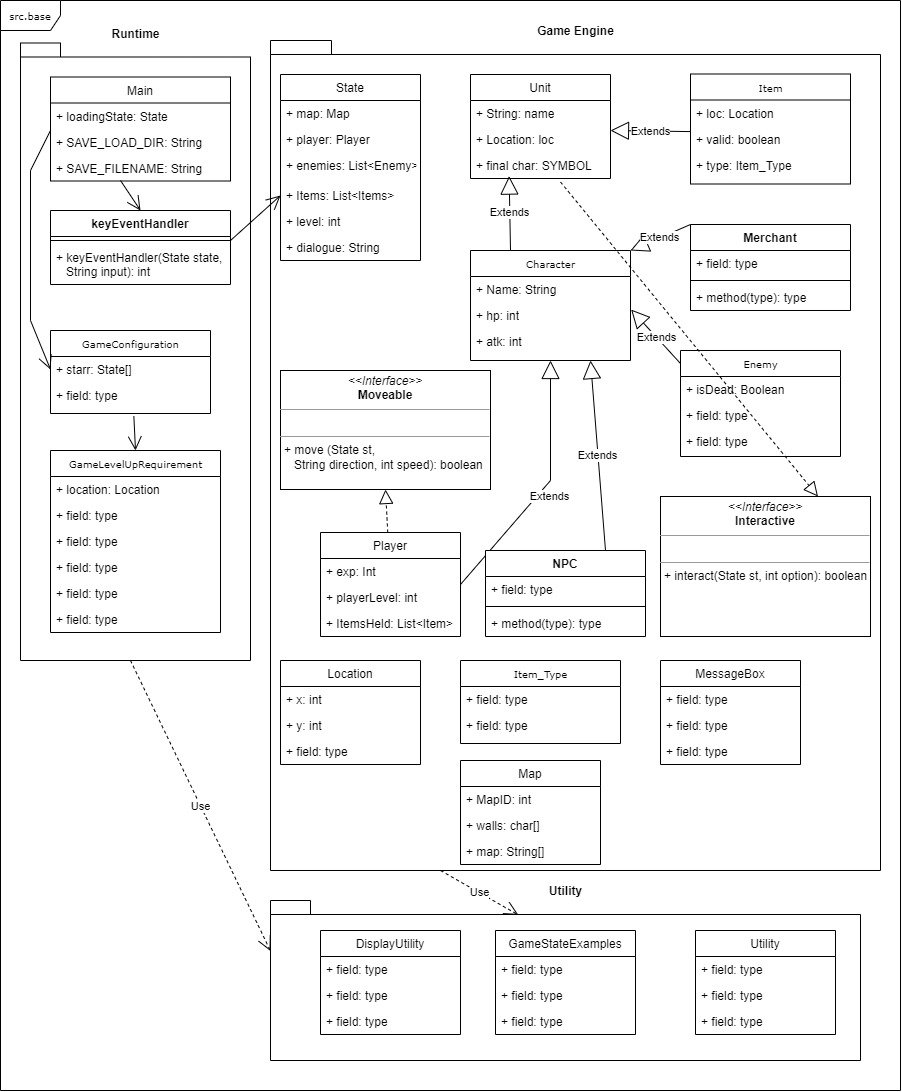 src.base
Runtime
Main
+ loadingState: State
+ SAVE_LOAD_DIR: String
+ SAVE_FILENAME: String
keyEventHandler
+ keyEventHandler(State state,
String input): int
GameConfiguration
+ starr: State[]
+ field: type
GameLevelUpRequirement
+ location: Location
+ field: type
+ field: type
+ field: type
+ field: type
+ field: type
Game Engine
State
+ map: Map
+ player: Player
+ enemies: List<Enemy>
+ Items: List<Items>
+ level: int
+ dialogue: String
Unit
+ String: name
+ Location: loc
+ final char: SYMBOL
Extends
Item
+ loc: Location
+ valid: boolean
+ type: Item_Type
Extends
Character
+ Name: String
+ hp: int
+ atk: int
Extends
Merchant
+ field: type
+ method(type): type
Extends
Enemy
+ isDead: Boolean
+ field: type
+ field: type
<<Interface>>
Moveable
+ move (State st,
String direction, int speed): boolean
Extends
Extends
<<Interface>>
Interactive
+ interact(State st, int option): boolean
Player
+ exp: Int
+ playerLevel: int
+ ItemsHeld: List<Item>
NPC
+ field: type
+ method(type): type
Location
+ x: int
+ y: int
+ field: type
Item_Type
+ field: type
+ field: type
MessageBox
+ field: type
+ field: type
+ field: type
Map
+ MapID: int
+ walls: char[]
+ map: String[]
Use
Use
Utility
DisplayUtility
+ field: type
+ field: type
+ field: type
GameStateExamples
+ field: type
+ field: type
+ field: type
Utility
+ field: type
+ field: type
+ field: type